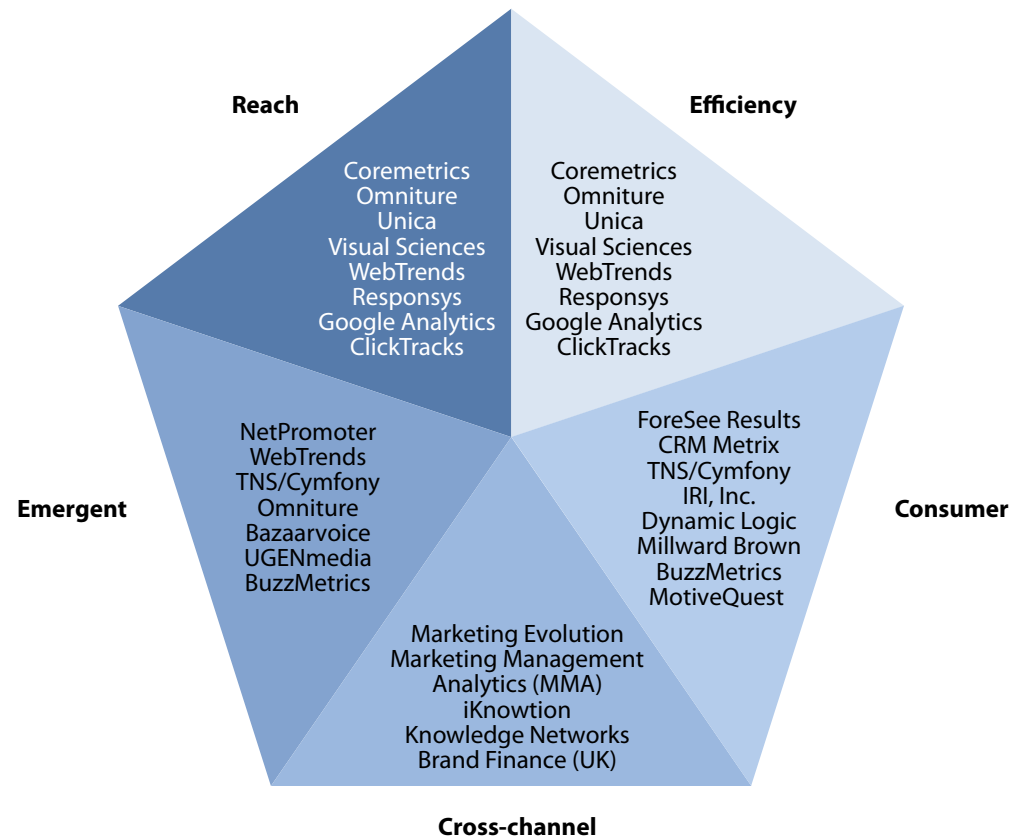 Reach
Coremetrics
Omniture
Unica
Visual Sciences
WebTrends
Responsys
Google Analytics
ClickTracks
Efficiency
Coremetrics
Omniture
Unica
Visual Sciences
WebTrends
Responsys
Google Analytics
ClickTracks
Emergent
NetPromoter
WebTrends
TNS/Cymfony
Omniture
Bazaarvoice
UGENmedia
BuzzMetrics
Consumer
ForeSee Results
CRM Metrix
TNS/Cymfony
IRI, Inc.
Dynamic Logic
Millward Brown
BuzzMetrics
MotiveQuest
Marketing Evolution
Marketing Management
Analytics (MMA)
iKnowtion
Knowledge Networks
Brand Finance (UK)
Cross-channel